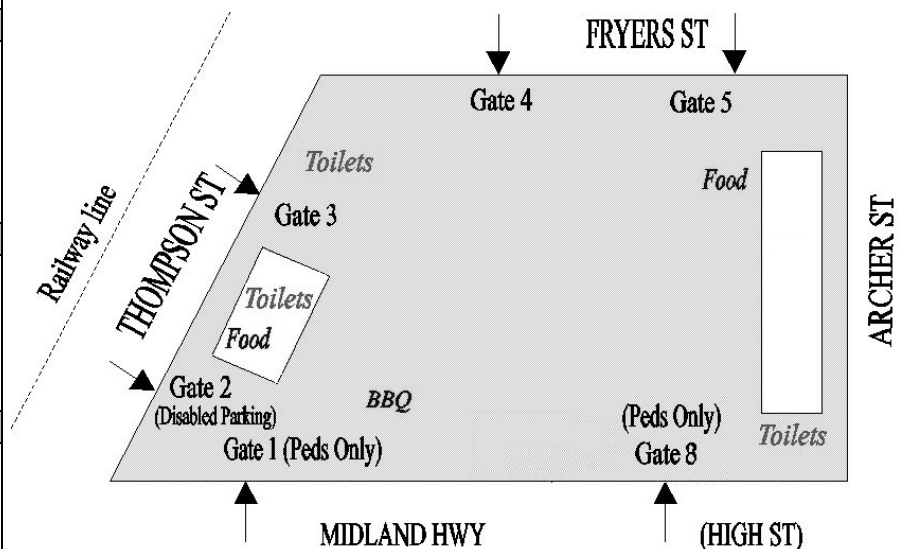 FRYERS ST
Gate 4
Gate 5
Toilets
Food
THOMPSON ST
Gate 3
Railway line
ARCHER ST
Toilets
Food
Gate 2
(Disabled Parking)
BBQ
(Peds Only)
Gate 8
Toilets
Gate 1 (Peds Only)
MIDLAND HWY
(HIGH ST)